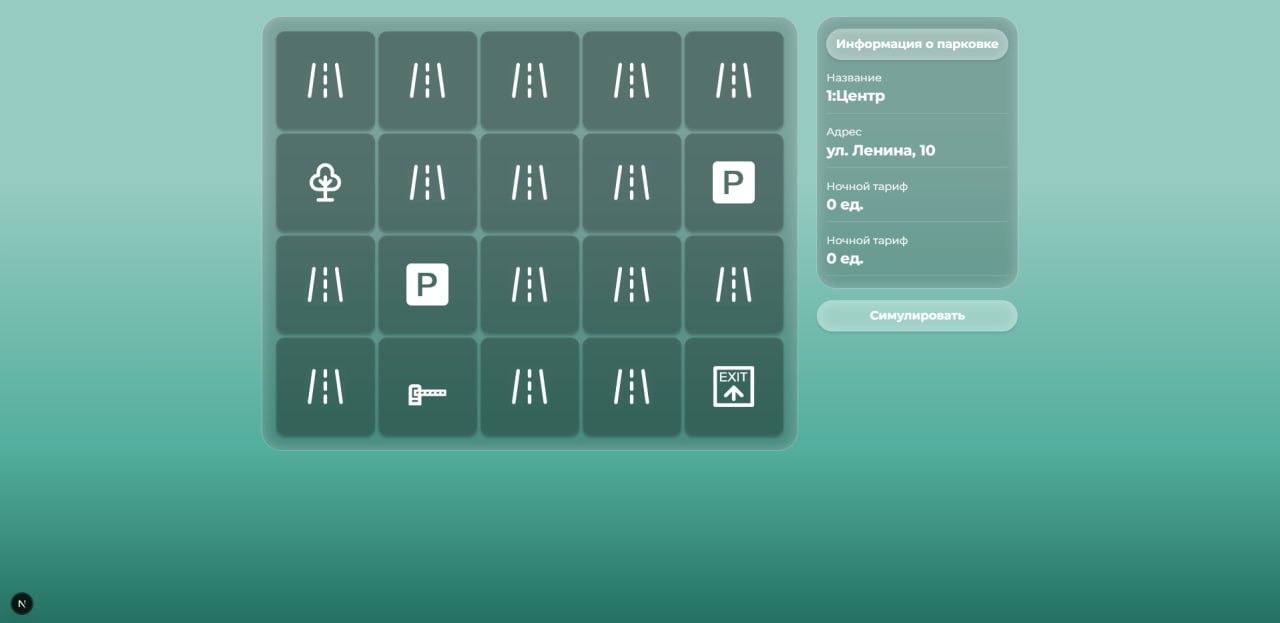 Информация о парковке
Название
1:Центр
Адрес
ул. Ленина, 10
P
Ночной тариф
0 ед.
Ночной тариф
0 ед.
P
Симулировать
EXIT
N